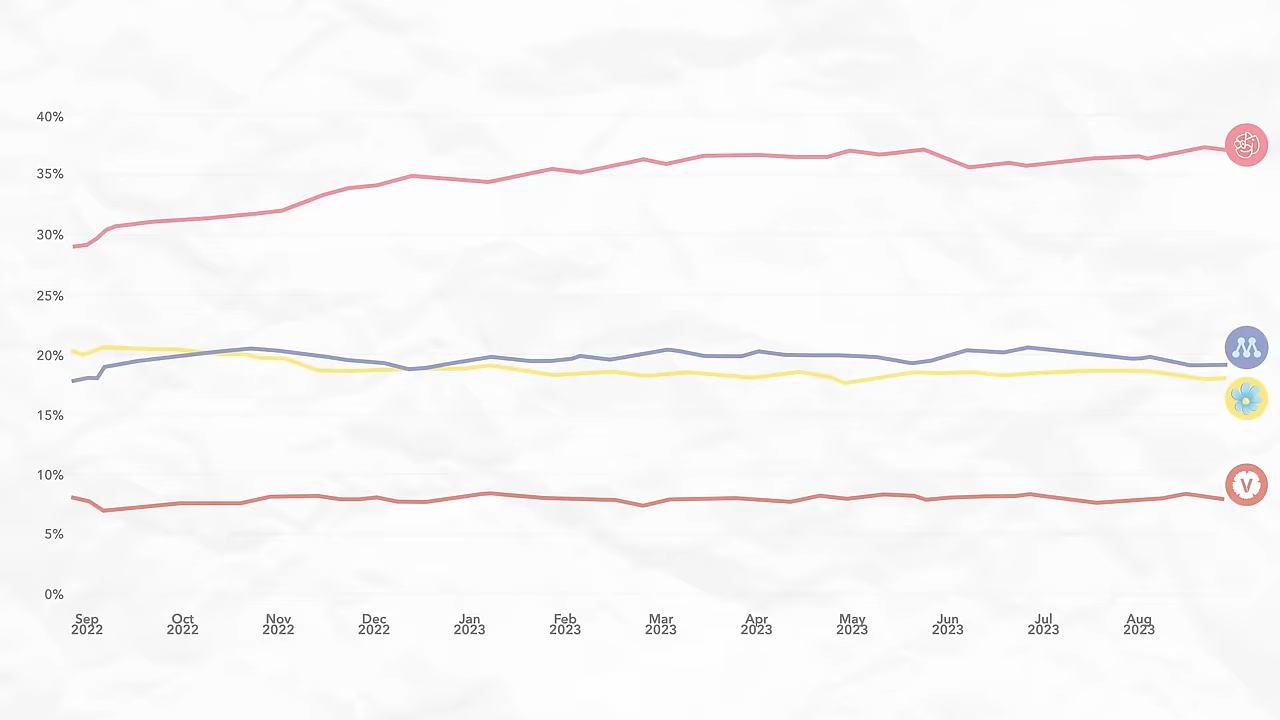 40%
35%
30%
25%
20%
15%
10%
5%
0%
Sep 2022
Oct 2022
Nov 2022
Dec 2022
Jan 2023
Feb 2023
Mar 2023
Apr 2023
May 2023
Jun 2023
Jul 2023
Aug 2023
V